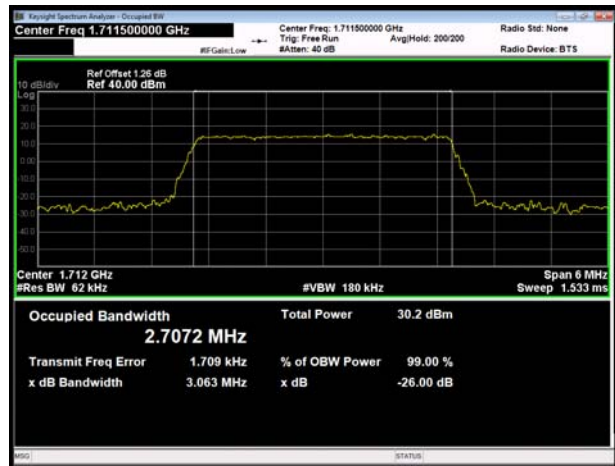 Keysight Spectrum Analyzer - Occupied BW
Center Freq 1.711500000 GHz
#IFGain:Low
Center Freq: 1.711500000 GHz
Trig: Free Run
Avg|Hold: 200/200
#Atten: 40 dB
Radio Std: None
Radio Device: BTS
Ref Offset 1.26 dB
10 dB/div
Ref 40.00 dBm
Log
30.0
20.0
10.0
0.00
-10.0
-20.0
-30.0
-40.0
-50.0
Center 1.712 GHz
Span 6 MHz
#Res BW 62 kHz
#VBW 180 kHz
Sweep 1.533 ms
Occupied Bandwidth
2.7072 MHz
Total Power 30.2 dBm
Transmit Freq Error 1.709 kHz
% of OBW Power 99.00 %
x dB Bandwidth 3.063 MHz
x dB -26.00 dB
MSG
STATUS